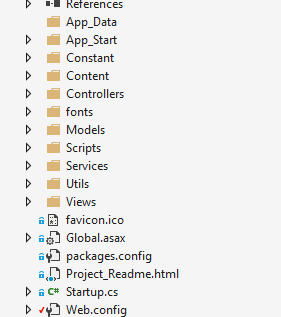 References
App_Data
App_Start
Constant
Content
Controllers
fonts
Models
Scripts
Services
Utils
Views
favicon.ico
Global.asax
packages.config
Project_Readme.html
C# Startup.cs
Web.config